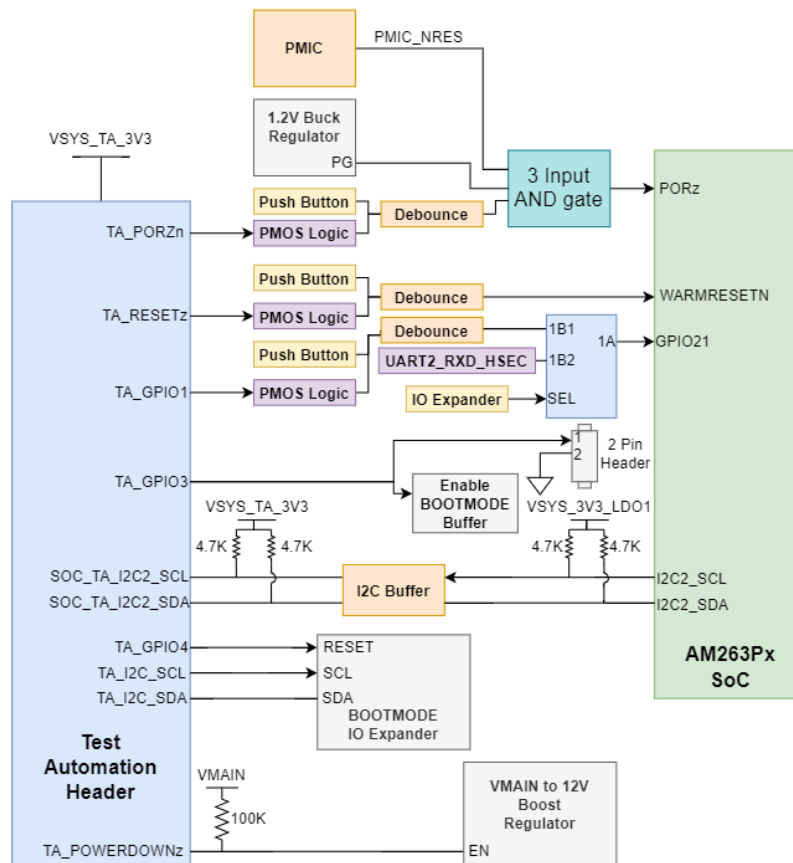 PMIC
PMIC_NRES
1.2V Buck
Regulator
PG
VSYS_TA_3V3
3 Input
AND gate
PORz
Push Button
Debounce
TA_PORZn
PMOS Logic
Push Button
Debounce
WARMRESETN
TA_RESETz
PMOS Logic
Debounce
1B1
1A
GPIO21
Push Button
UART2_RXD_HSEC
1B2
TA_GPIO1
PMOS Logic
IO Expander
SEL
1
2
2 Pin
Header
TA_GPIO3
Enable
BOOTMODE
Buffer
VSYS_TA_3V3
VSYS_3V3_LDO1
4.7K
4.7K
4.7K
4.7K
SOC_TA_I2C2_SCL
I2C Buffer
I2C2_SCL
SOC_TA_I2C2_SDA
I2C2_SDA
TA_GPIO4
RESET
TA_I2C_SCL
SCL
TA_I2C_SDA
SDA
BOOTMODE
IO Expander
AM263Px
SoC
Test
Automation
Header
VMAIN
100K
VMAIN to 12V
Boost
Regulator
TA_POWERDOWNz
EN